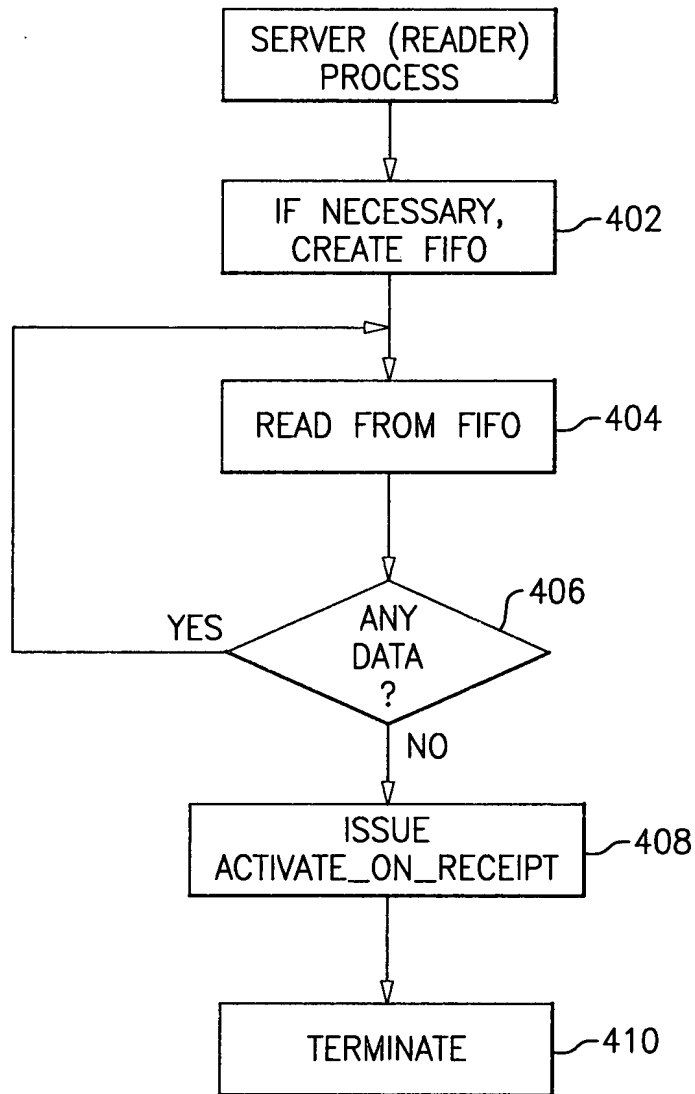 SERVER (READER)
PROCESS
IF NECESSARY,
CREATE FIFO
402
READ FROM FIFO
404
406
ANY
DATA
?
YES
NO
ISSUE
ACTIVATE_ON_RECEIPT
408
TERMINATE
410